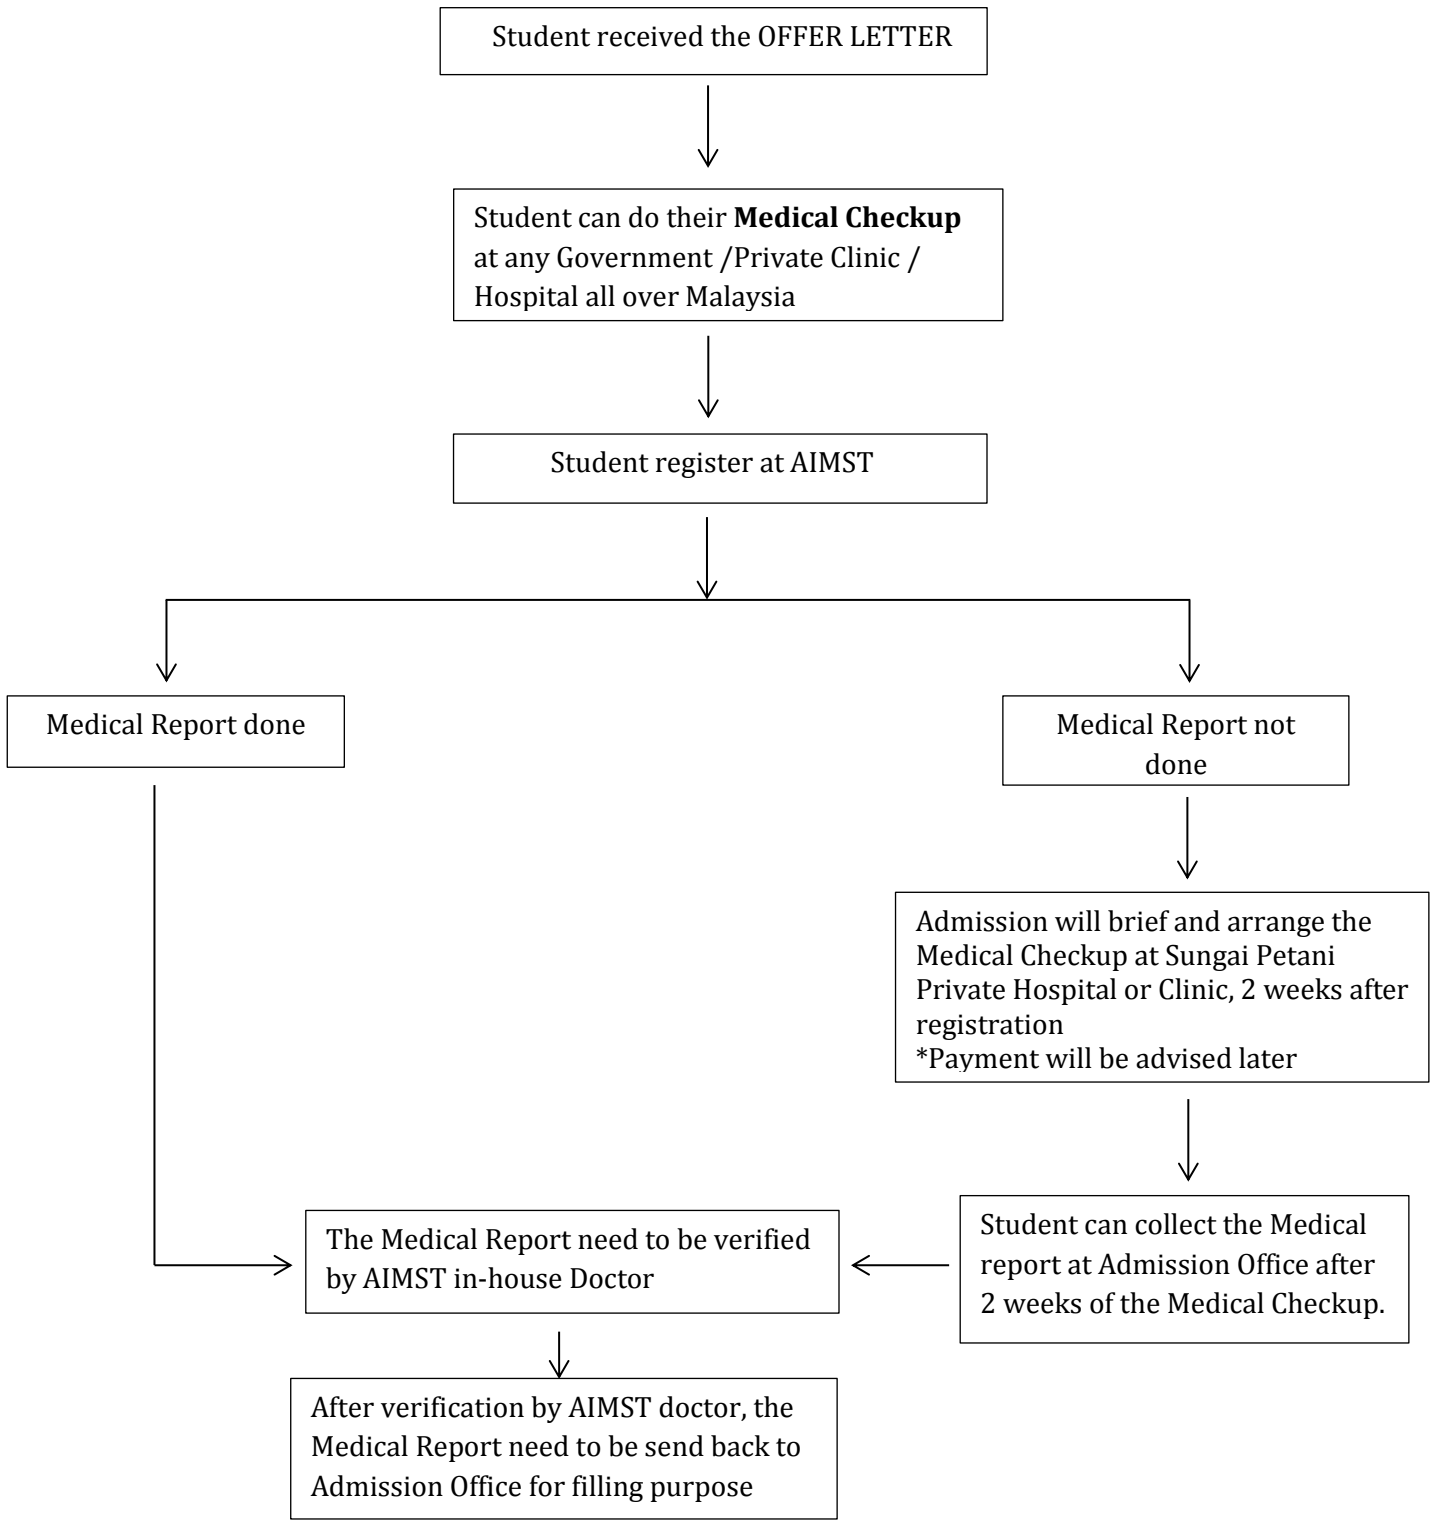 Student received the OFFER LETTER
Student can do their Medical Checkup
at any Government /Private Clinic /
Hospital all over Malaysia
Student register at AIMST
Medical Report done
Medical Report not
done
Admission will brief and arrange the
Medical Checkup at Sungai Petani
Private Hospital or Clinic, 2 weeks after
registration
*Payment will be advised later
Student can collect the Medical
report at Admission Office after
2 weeks of the Medical Checkup.
The Medical Report need to be verified
by AIMST in-house Doctor
After verification by AIMST doctor, the
Medical Report need to be send back to
Admission Office for filling purpose